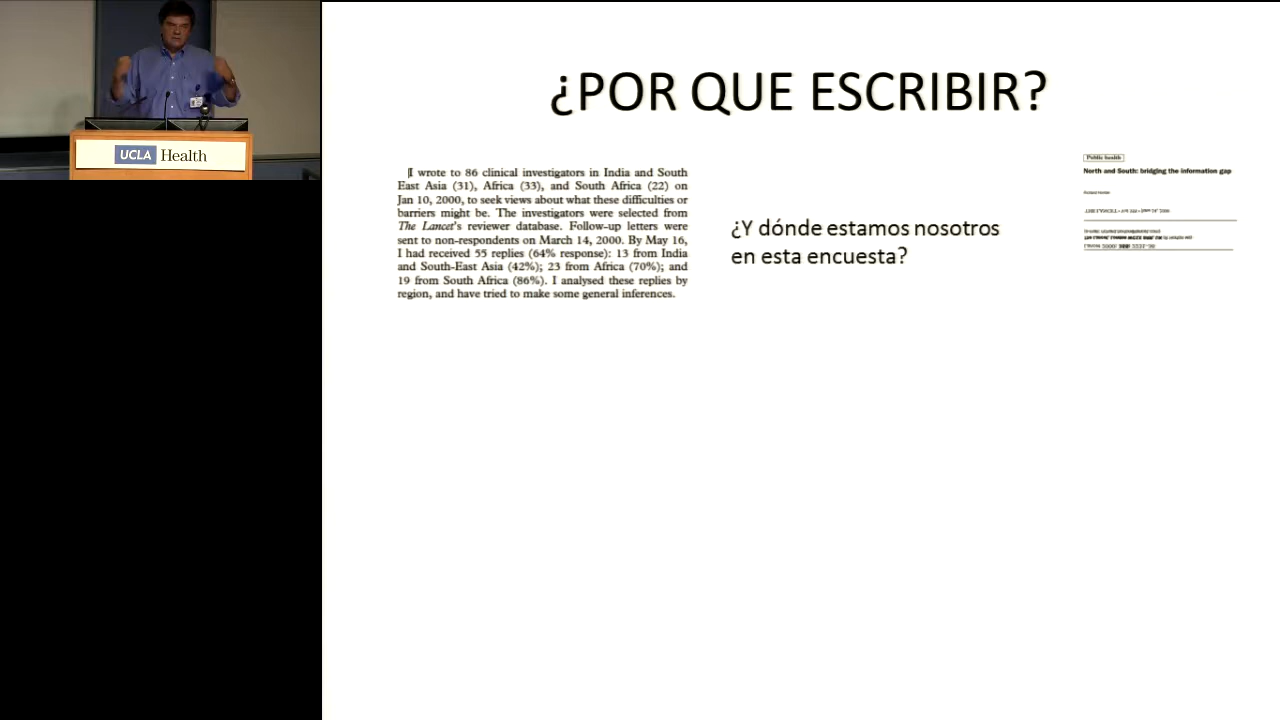 UCLA Health
¿POR QUE ESCRIBIR?
I wrote to 86 clinical investigators in India and South
East Asia (31), Africa (33), and South Africa (22) on
Jan 10, 2000, to seek views about what these difficulties or
barriers might be. The investigators were selected from
The Lancet's reviewer database. Follow-up letters were
sent to non-respondents on March 14, 2000. By May 16,
I had received 55 replies (64% response): 13 from India
and South-East Asia (42%); 23 from Africa (70%); and
19 from South Africa (86%). I analysed these replies by
region, and have tried to make some general inferences.
¿Y dónde estamos nosotros
en esta encuesta?
Public health
North and South: bridging the information gap